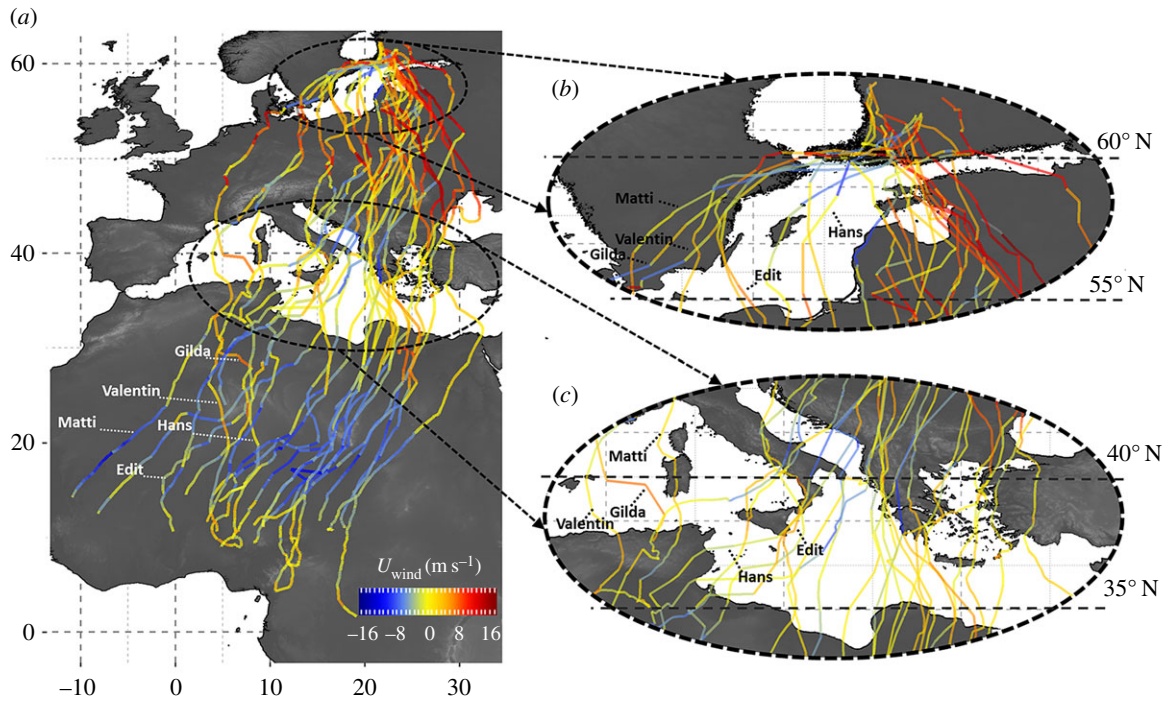 (a)
60
40
20
0
–10 0 10 20 30
Gilda
Valentin
Matti
Hans
Edit
Uwind (m s–1)
–16 –8 0 8 16
(b)
60° N
Matti
Valentin
Hans
Gilda
Edit
55° N
(c)
40° N
Matti
Gilda
Valentin
Edit
Hans
35° N